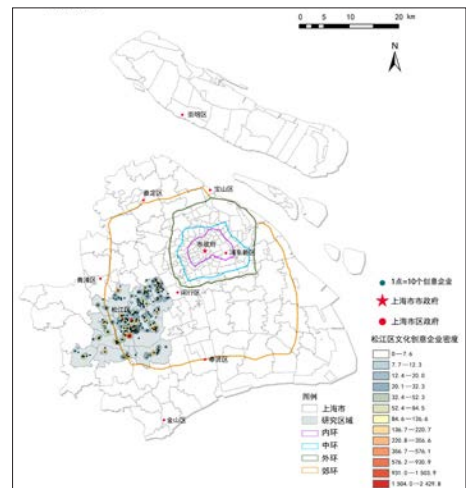 0 5 10 20 km
N
崇明区
嘉定区
宝山区
市政府
浦东新区
青浦区
闵行区
松江区
奉贤区
金山区
1点=10个创意企业
上海市市政府
上海市区政府
松江区文化创意企业密度
0—7.6
7.7—12.3
12.4—20.0
20.1—32.3
32.4—52.3
52.4—84.5
84.6—136.6
136.7—220.7
220.8—356.6
356.7—576.1
576.2—930.9
931.0—1 503.9
1 504.0—2 429.8
图例
上海市
研究区域
内环
中环
外环
郊环